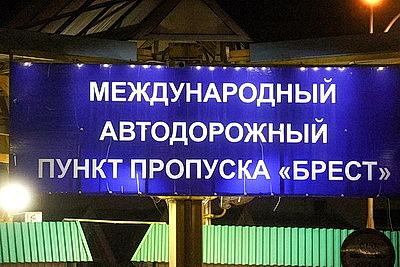 МЕЖДУНАРОДНЫЙ
АВТОДОРОЖНЫЙ
ПУНКТ ПРОПУСКА «БРЕСТ»